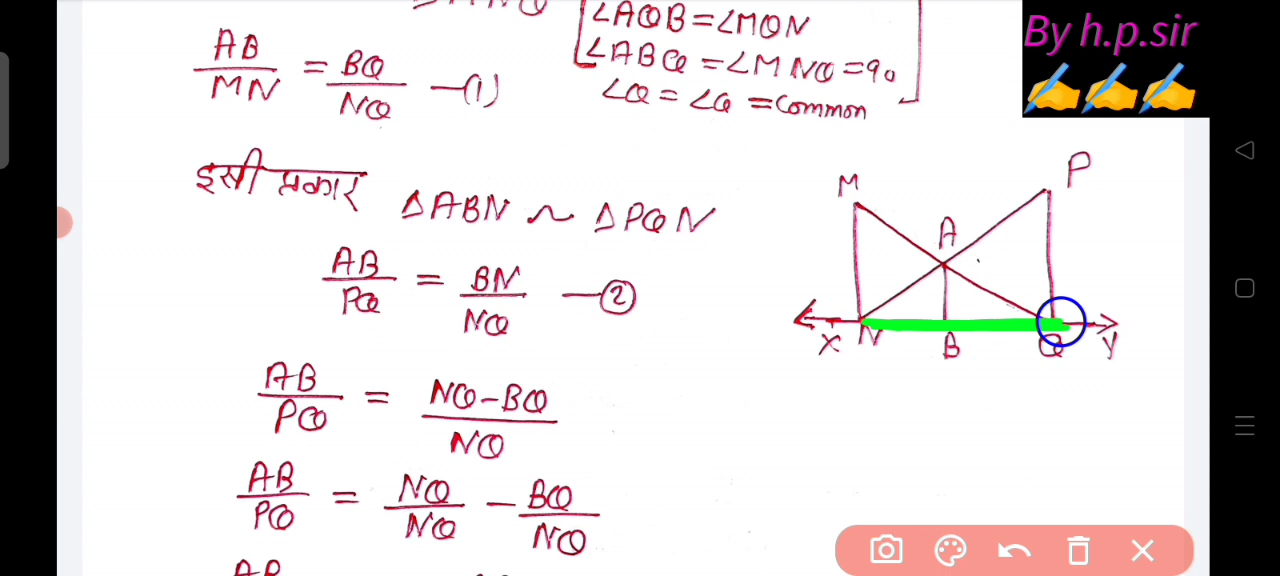 ∠AQB=∠MQN
By h.p.sir
AB/MN = BQ/NQ —(1)
∠ABQ=∠MNQ=90
∠Q=∠Q=Common
इसी प्रकार ΔABN ~ ΔPQN
AB/PQ = BN/NQ —②
AB/PQ = NQ-BQ/NQ
AB/PQ = NQ/NQ - BQ/NQ
M
P
A
X N B Q Y